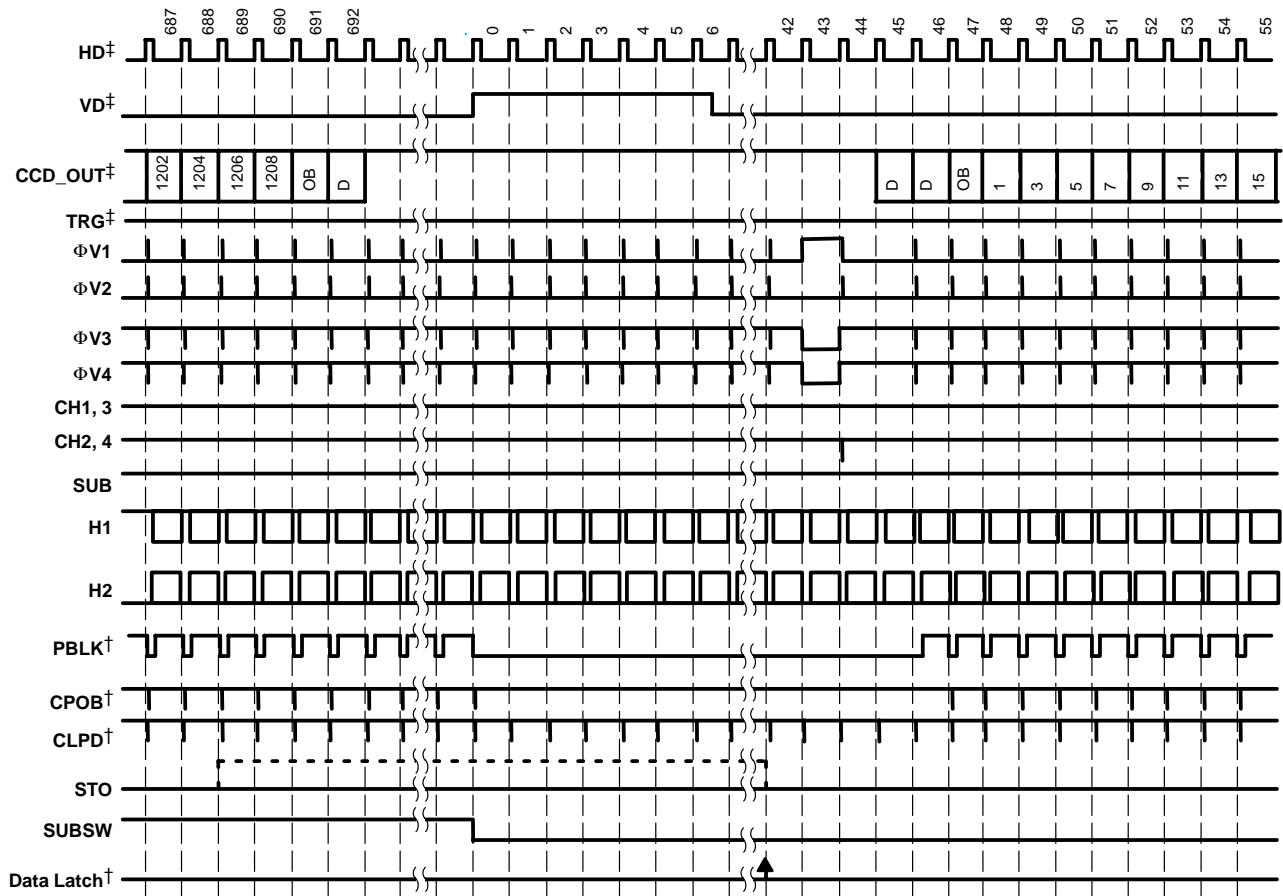 687 688 689 690 691 692 0 1 2 3 4 5 6 42 43 44 45 46 47 48 49 50 51 52 53 54 55
HD‡
VD‡
CCD_OUT‡ 1202 1204 1206 1208 OB D D D OB 1 3 5 7 9 11 13 15
TRG‡
ΦV1
ΦV2
ΦV3
ΦV4
CH1, 3
CH2, 4
SUB
H1
H2
PBLK†
CPOB†
CLPD†
STO
SUBSW
Data Latch†